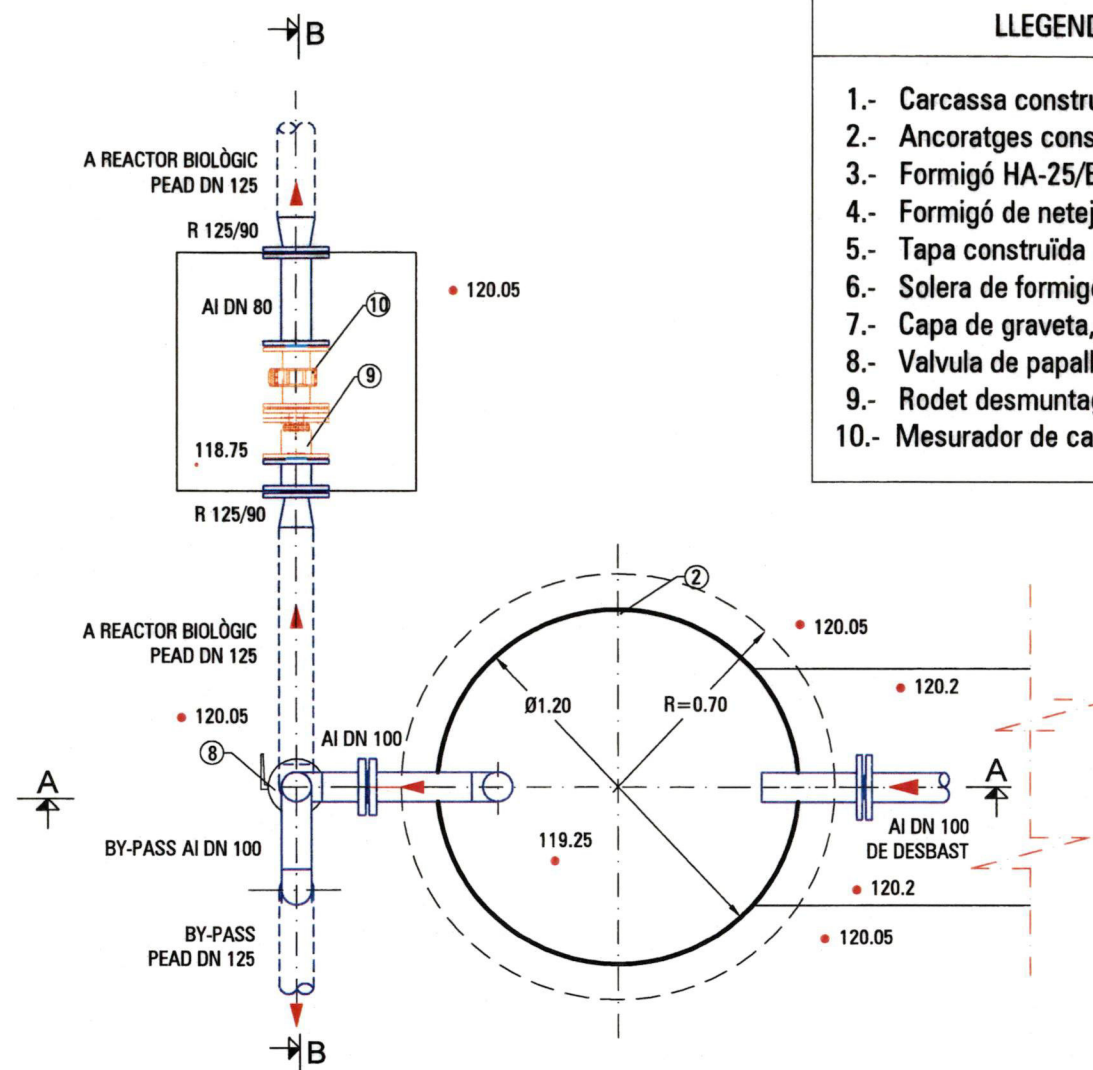 B
LLEGEND
1.- Carcassa constru
2.- Ancoratges cons
3.- Formigó HA-25/B
4.- Formigó de netej
5.- Tapa construïda
6.- Solera de formigó
7.- Capa de graveta,
8.- Valvula de papall
9.- Rodet desmuntag
10.- Mesurador de ca
A REACTOR BIOLÒGIC
PEAD DN 125
R 125/90
AI DN 80
10
120.05
9
118.75
R 125/90
2
A REACTOR BIOLÒGIC
PEAD DN 125
120.05
120.2
Ø1.20
R=0.70
120.05
AI DN 100
8
A
A
AI DN 100
DE DESBAST
119.25
BY-PASS AI DN 100
120.2
120.05
BY-PASS
PEAD DN 125
B